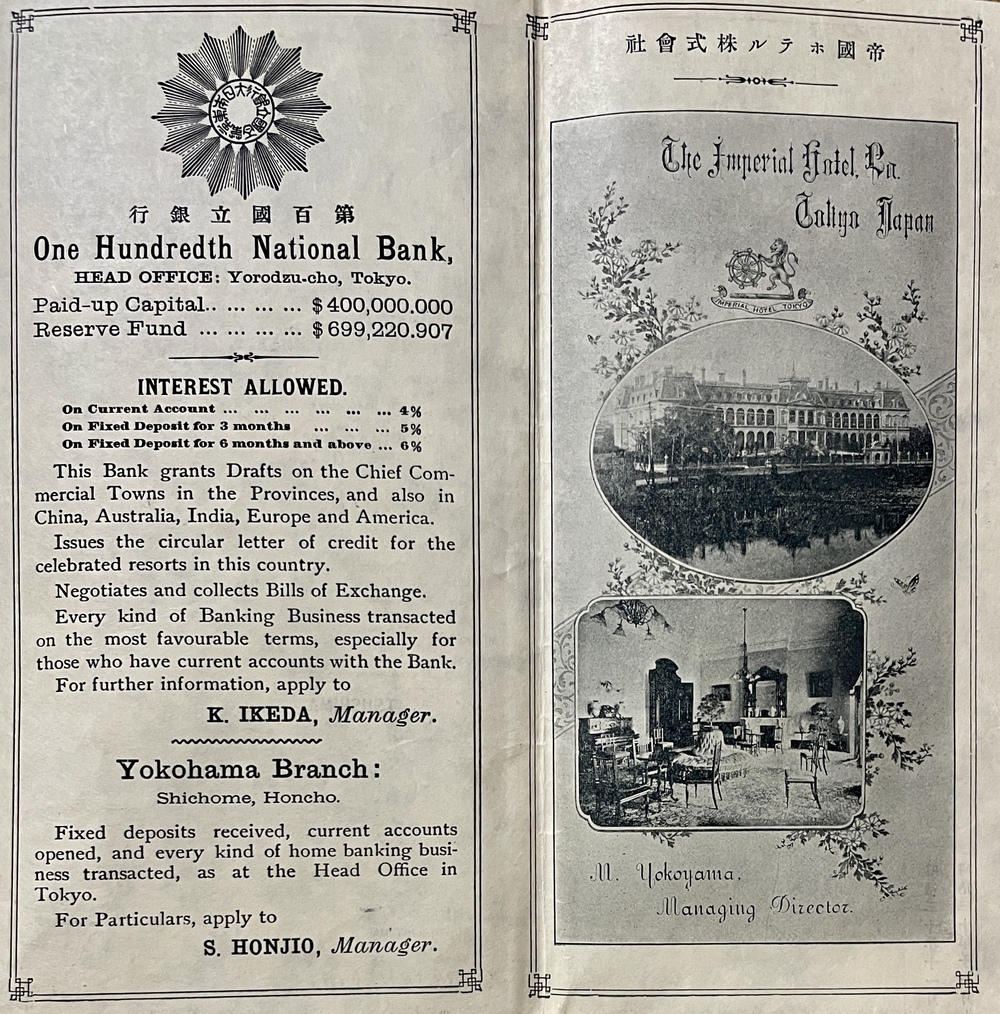 第百國立銀行
One Hundredth National Bank,
HEAD OFFICE: Yorodzu-cho, Tokyo.
Paid-up Capital.. ... ... ... $400,000.000
Reserve Fund ... ... ... ... $699,220.907
INTEREST ALLOWED.
On Current Account ... ... ... ... ... ... 4%
On Fixed Deposit for 3 months ... ... ... 5%
On Fixed Deposit for 6 months and above ... 6%
This Bank grants Drafts on the Chief Com-
mercial Towns in the Provinces, and also in
China, Australia, India, Europe and America.
Issues the circular letter of credit for the
celebrated resorts in this country.
Negotiates and collects Bills of Exchange.
Every kind of Banking Business transacted
on the most favourable terms, especially for
those who have current accounts with the Bank.
For further information, apply to
K. IKEDA, Manager.
Yokohama Branch:
Shichome, Honcho.
Fixed deposits received, current accounts
opened, and every kind of home banking busi-
ness transacted, as at the Head Office in
Tokyo.
For Particulars, apply to
S. HONJIO, Manager.
帝國ホテル株式會社
The Imperial Hotel, Co.
Tokyo Japan
IMPERIAL HOTEL TOKYO
M. Yokoyama.
Managing Director.